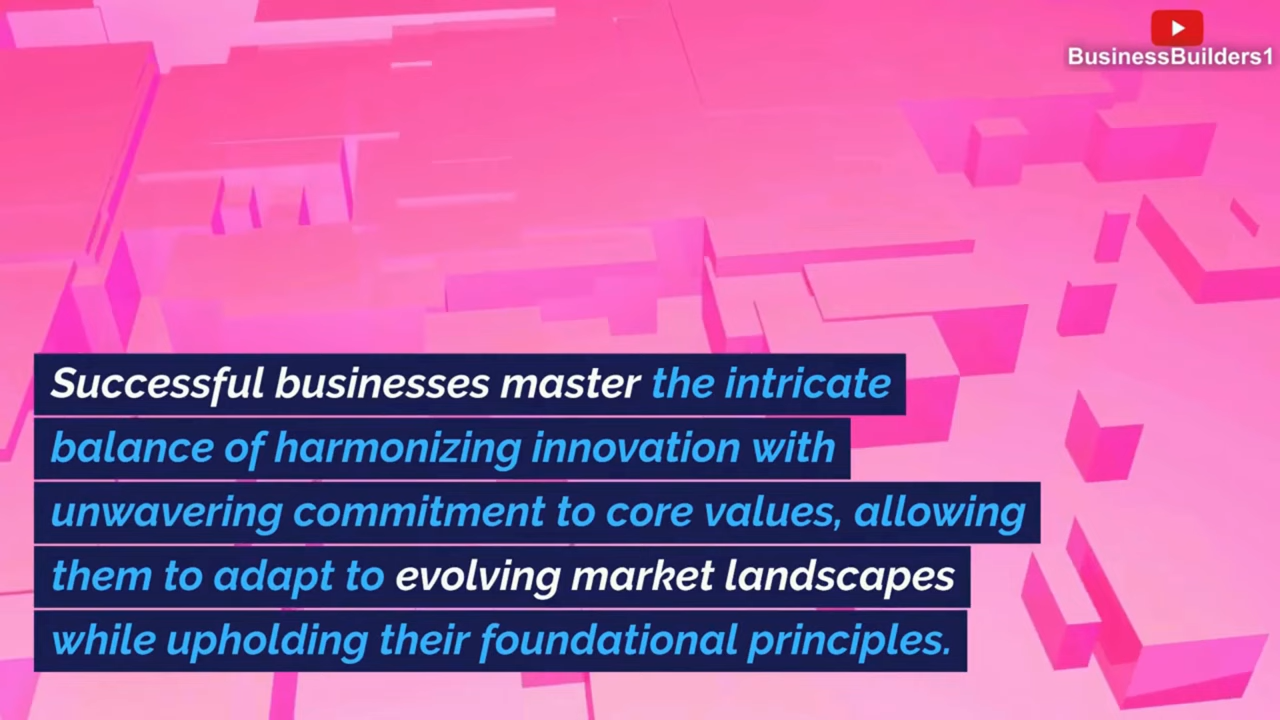 BusinessBuilders1
Successful businesses master the intricate
balance of harmonizing innovation with
unwavering commitment to core values, allowing
them to adapt to evolving market landscapes
while upholding their foundational principles.